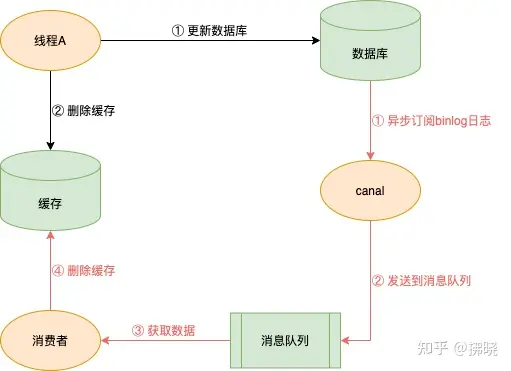 线程A
① 更新数据库
数据库
② 删除缓存
① 异步订阅binlog日志
缓存
canal
④ 删除缓存
② 发送到消息队列
消费者
③ 获取数据
消息队列
知乎 @拂晓